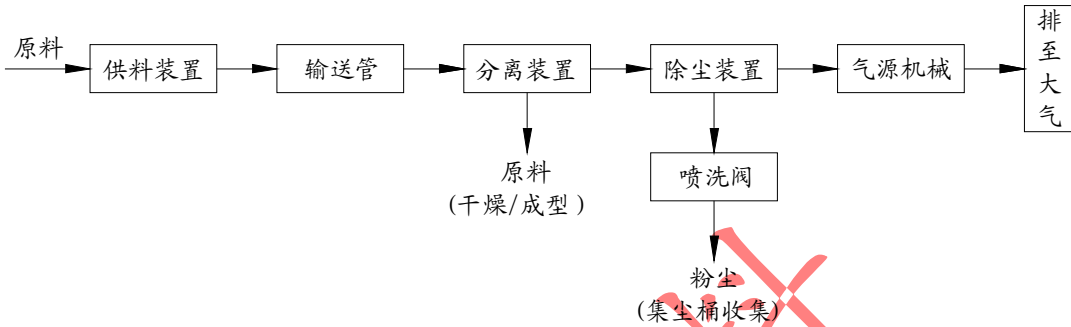 原料
供料装置
输送管
分离装置
除尘装置
气源机械
排至大气
原料
(干燥/成型)
喷洗阀
粉尘
(集尘桶收集)